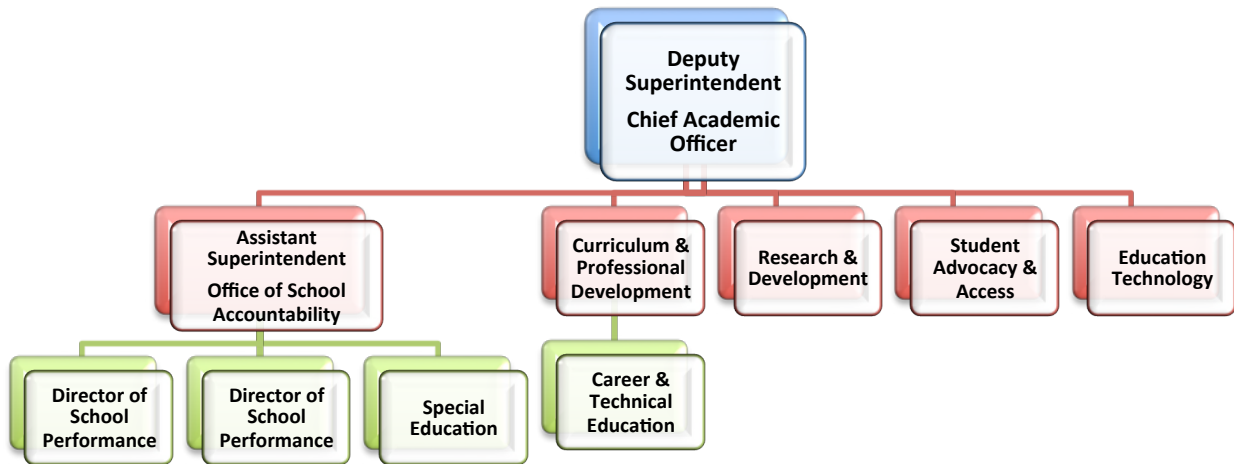 Deputy
Superintendent
Chief Academic
Officer
Assistant
Superintendent
Office of School
Accountability
Curriculum &
Professional
Development
Research &
Development
Student
Advocacy &
Access
Education
Technology
Director of
School
Performance
Director of
School
Performance
Special
Education
Career &
Technical
Education